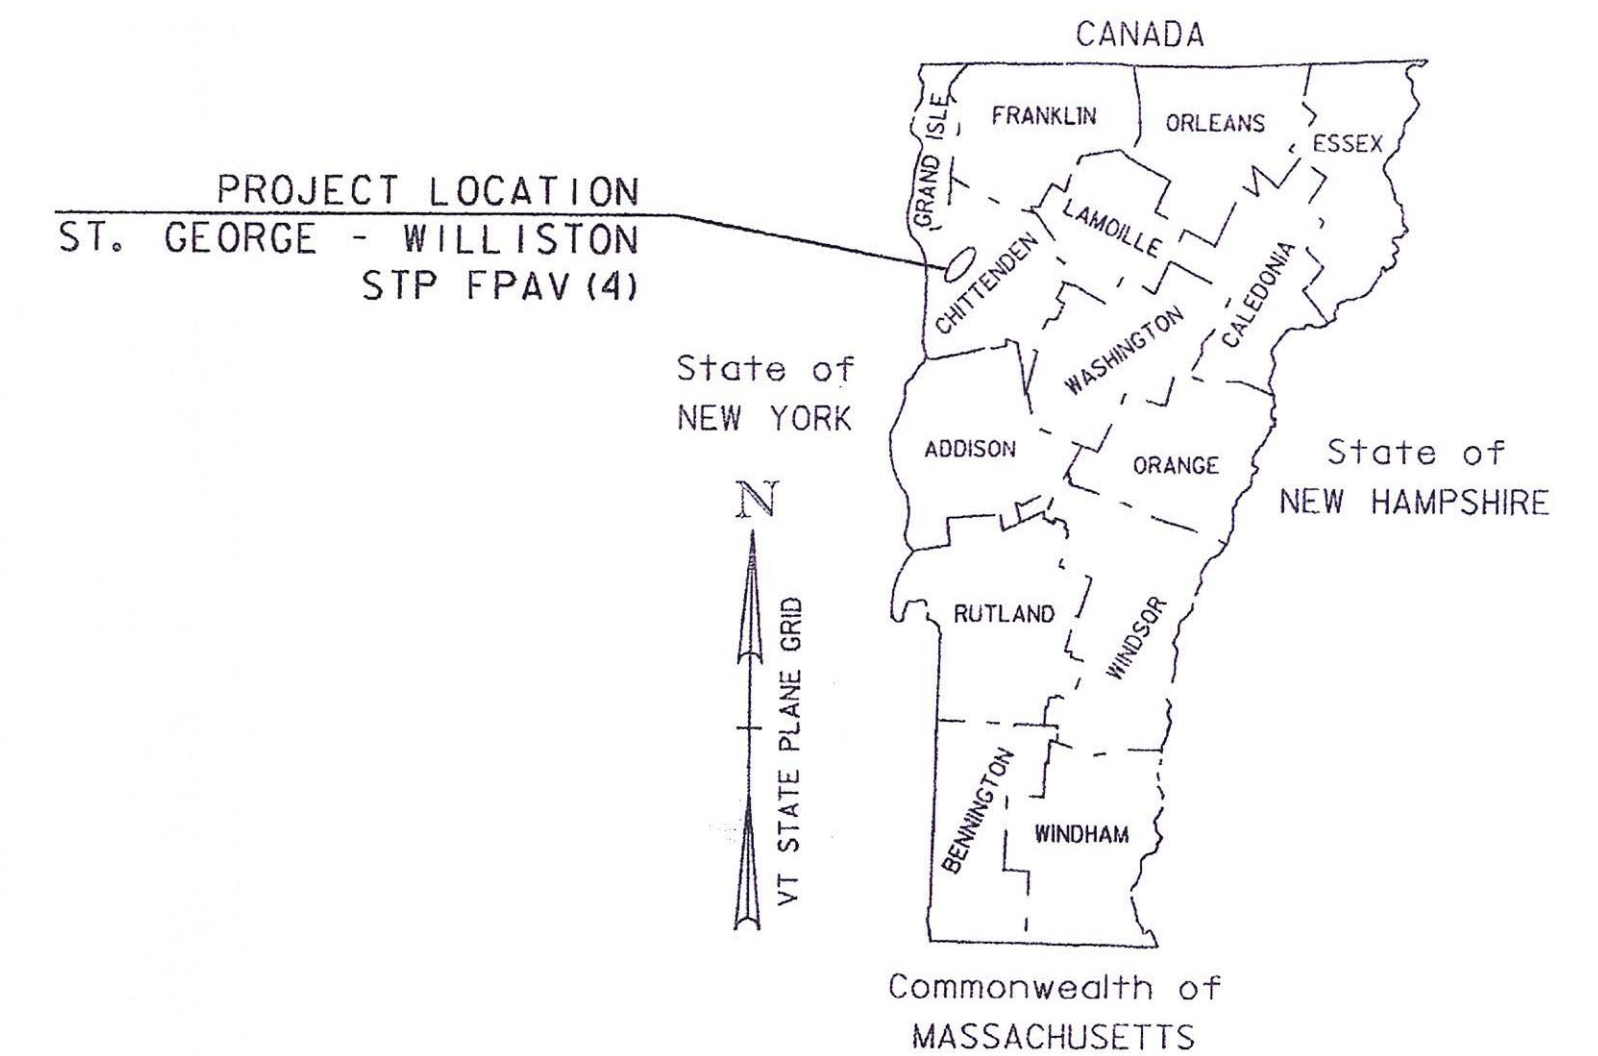 CANADA
GRAND ISLE
FRANKLIN
ORLEANS
ESSEX
PROJECT LOCATION
ST. GEORGE - WILLISTON
STP FPAV(4)
LAMOILLE
CHITTENDEN
CALEDONIA
WASHINGTON
State of
NEW YORK
ADDISON
ORANGE
State of
NEW HAMPSHIRE
N
VT STATE PLANE GRID
RUTLAND
WINDSOR
BENNINGTON
WINDHAM
Commonwealth of
MASSACHUSETTS